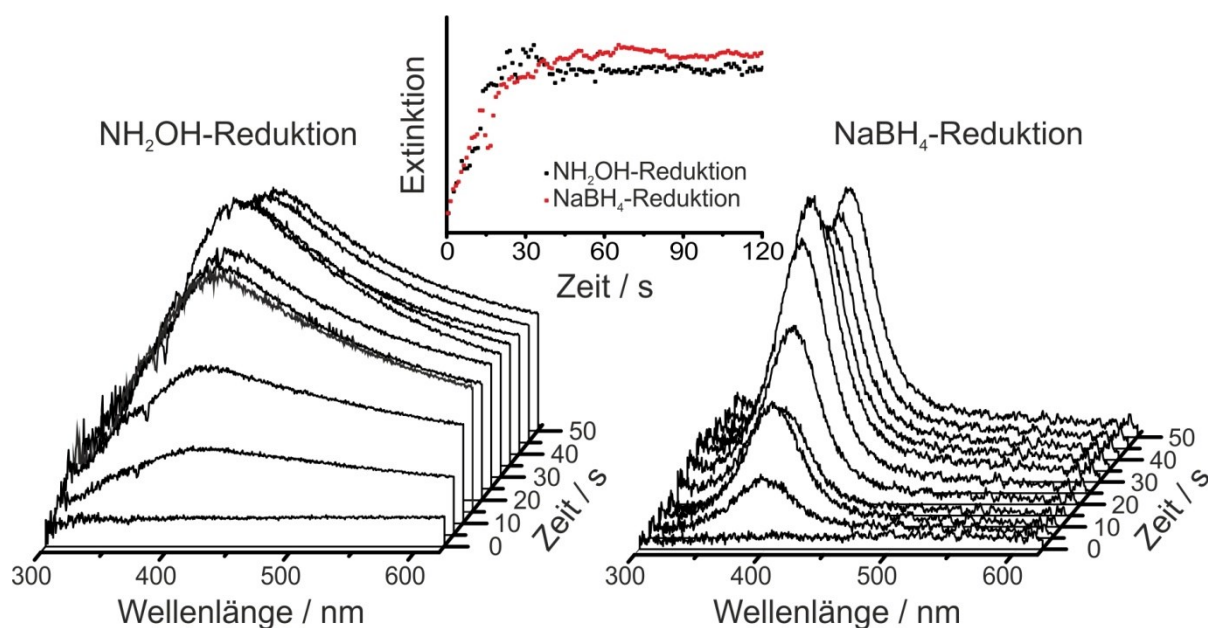 NH₂OH-Reduktion
300
400
500
600
Wellenlänge / nm
0
10
20
30
40
50
Zeit / s
Extinktion
NH₂OH-Reduktion
NaBH₄-Reduktion
0
30
60
90
120
Zeit / s
NaBH₄-Reduktion
300
400
500
600
Wellenlänge / nm
0
10
20
30
40
50
Zeit / s